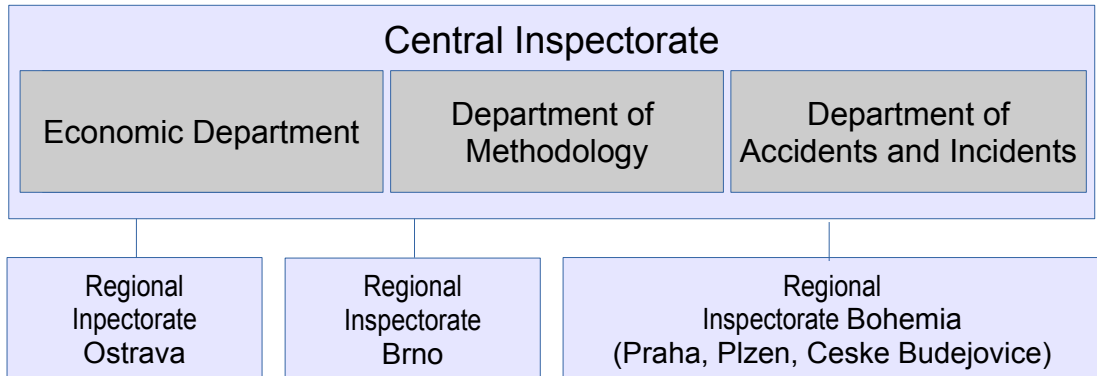 Central Inspectorate
Economic Department
Department of
Methodology
Department of
Accidents and Incidents
Regional
Inpectorate
Ostrava
Regional
Inspectorate
Brno
Regional
Inspectorate Bohemia
(Praha, Plzen, Ceske Budejovice)